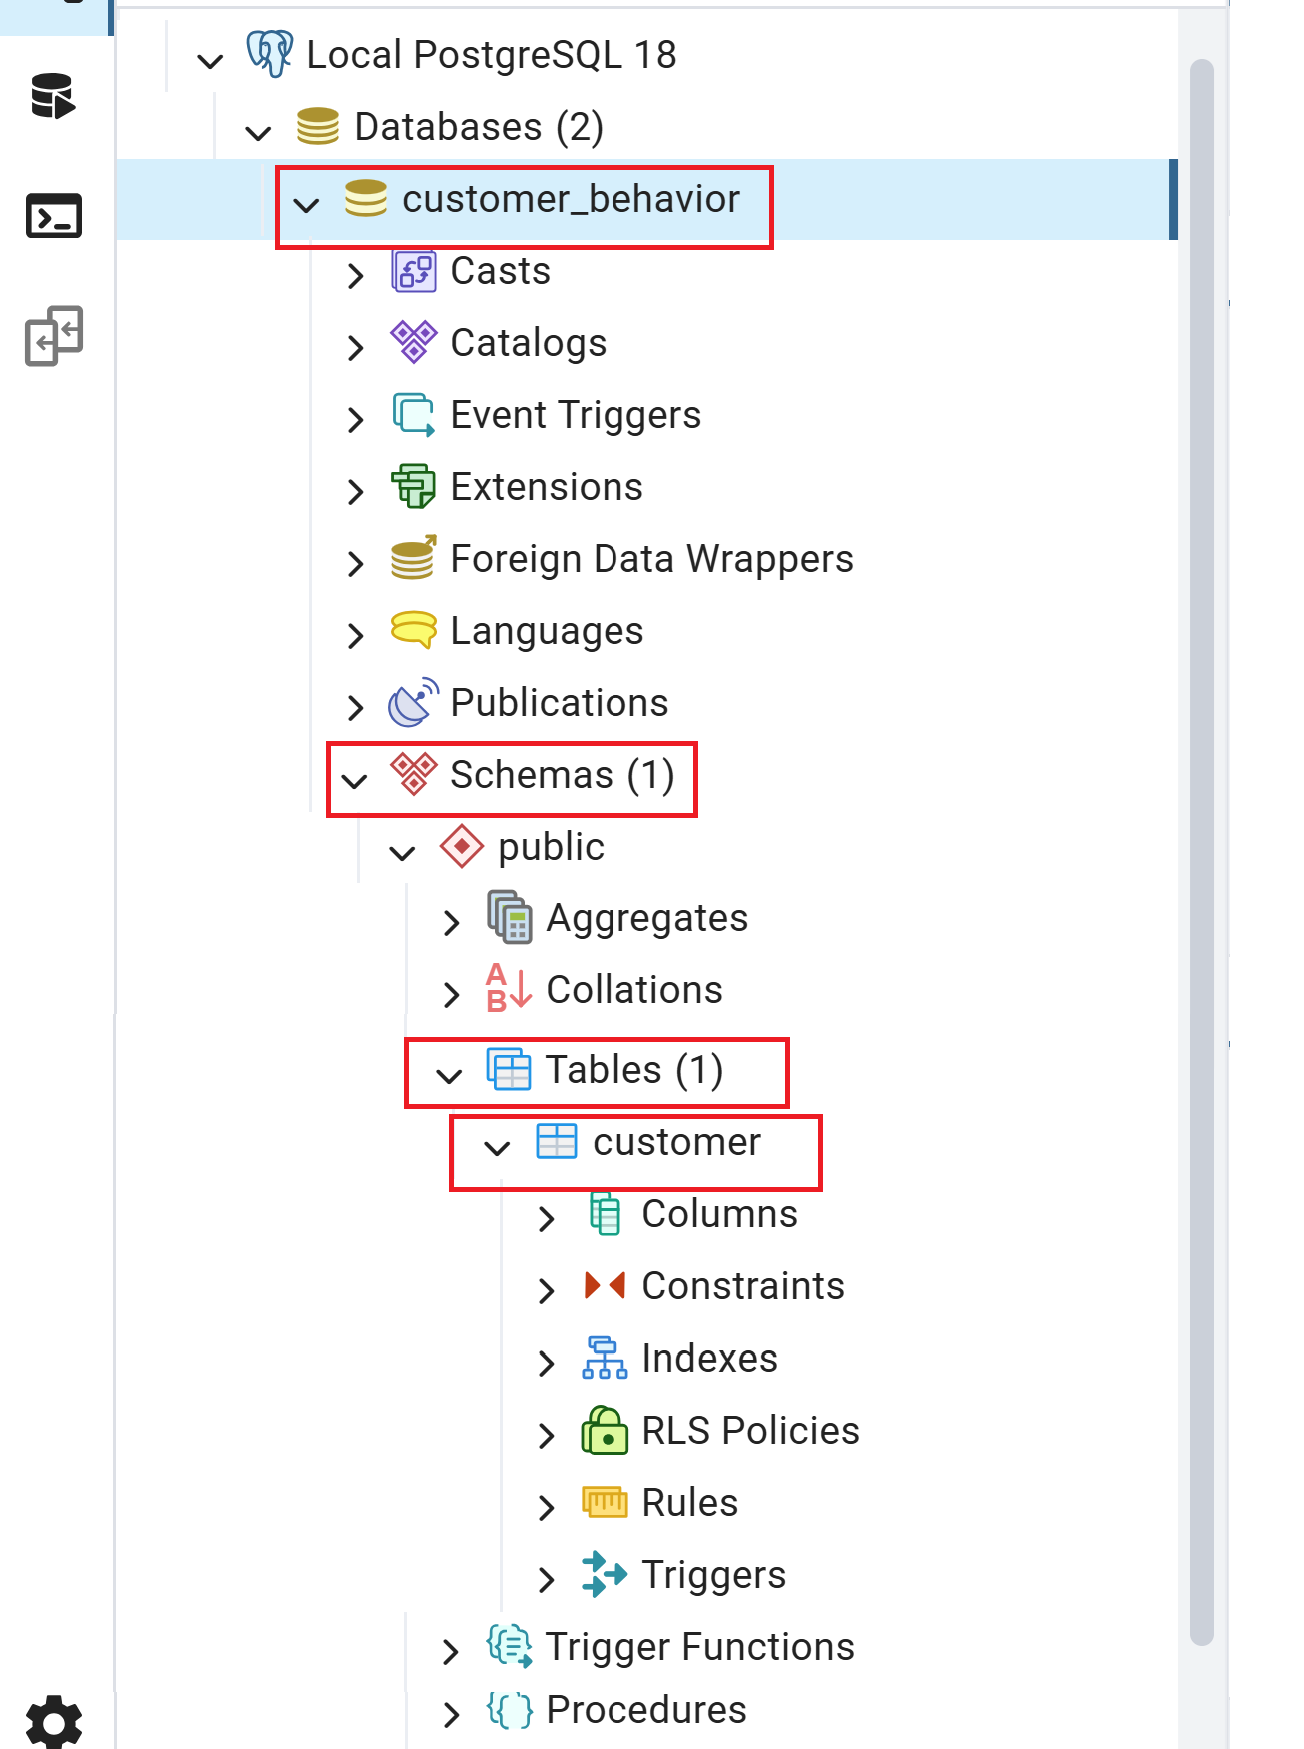 Local PostgreSQL 18
Databases (2)
customer_behavior
Casts
Catalogs
Event Triggers
Extensions
Foreign Data Wrappers
Languages
Publications
Schemas (1)
public
Aggregates
Collations
Tables (1)
customer
Columns
Constraints
Indexes
RLS Policies
Rules
Triggers
Trigger Functions
Procedures